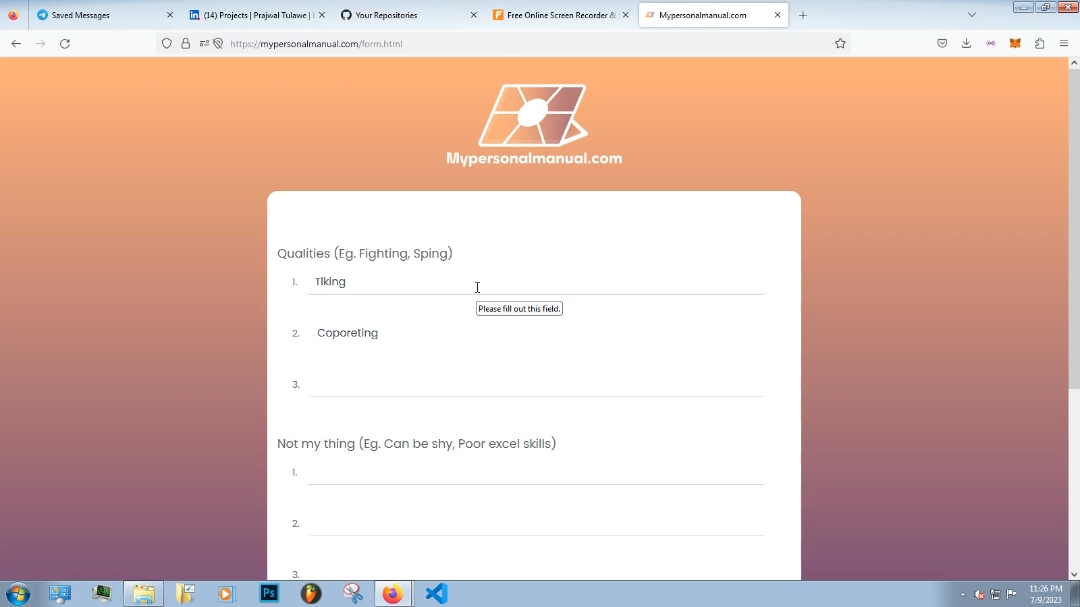 Saved Messages
(14) Projects | Prajwal Tulawe | L
Your Repositories
Free Online Screen Recorder &
Mypersonalmanual.com
https://mypersonalmanual.com/form.html
Mypersonalmanual.com
Qualities (Eg. Fighting, Sping)
1. Tlking
Please fill out this field.
2. Coporeting
3.
Not my thing (Eg. Can be shy, Poor excel skills)
1.
2.
3.
Ps
11:26 PM
7/9/2023